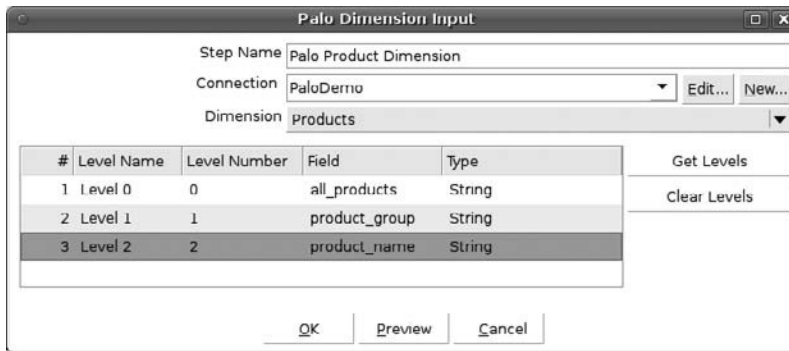 Palo Dimension Input
Step Name Palo Product Dimension
Connection PaloDemo Edit... New...
Dimension Products
# Level Name Level Number Field Type Get Levels
1 Level 0 0 all_products String Clear Levels
2 Level 1 1 product_group String
3 Level 2 2 product_name String
OK Preview Cancel